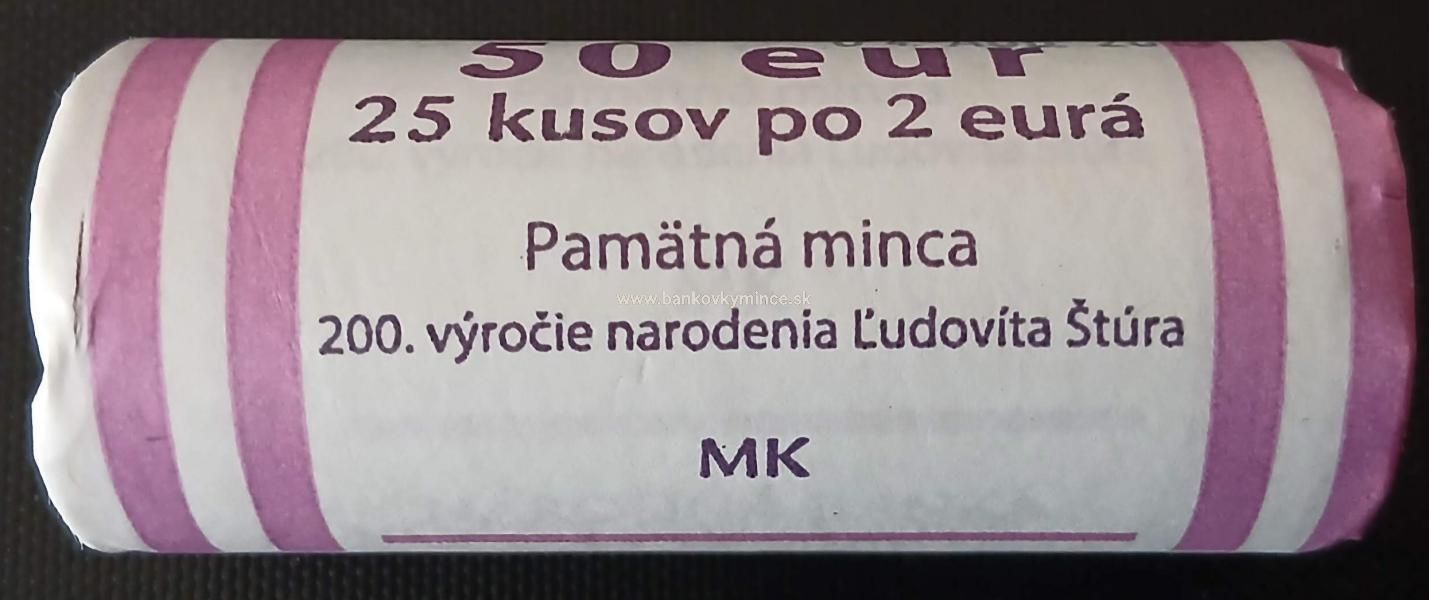 50 eur
25 kusov po 2 eurá
Pamätná minca
www.bankovkymince.sk
200. výročie narodenia Ľudovíta Štúra
MK